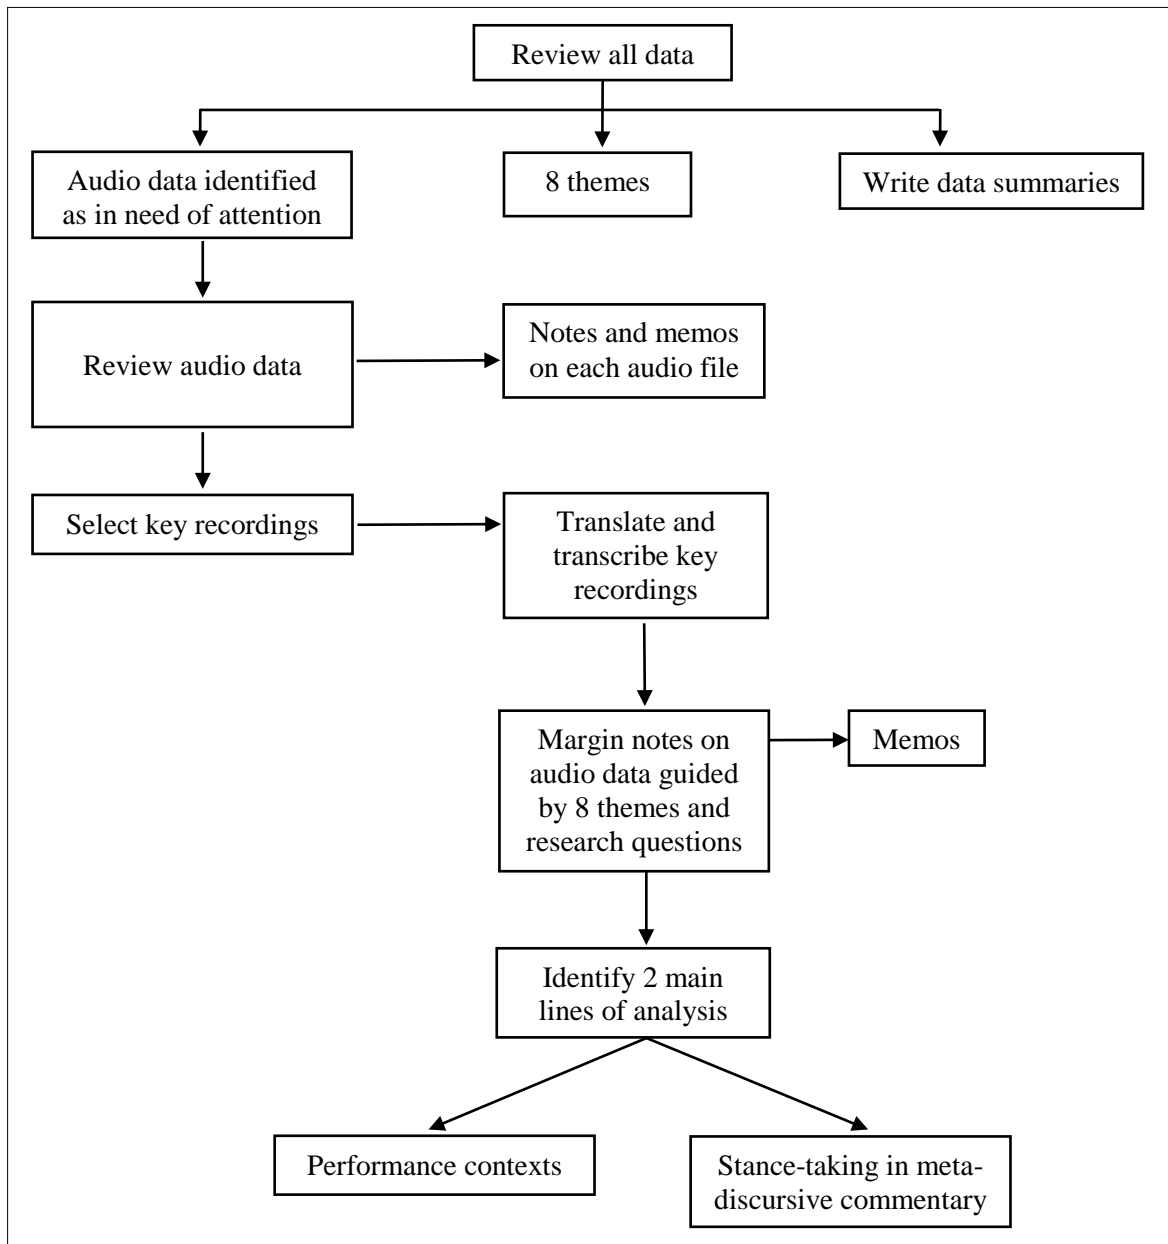 Review all data
Audio data identified
as in need of attention
8 themes
Write data summaries
Review audio data
Notes and memos
on each audio file
Select key recordings
Translate and
transcribe key
recordings
Margin notes on
audio data guided
by 8 themes and
research questions
Memos
Identify 2 main
lines of analysis
Performance contexts
Stance-taking in meta-
discursive commentary